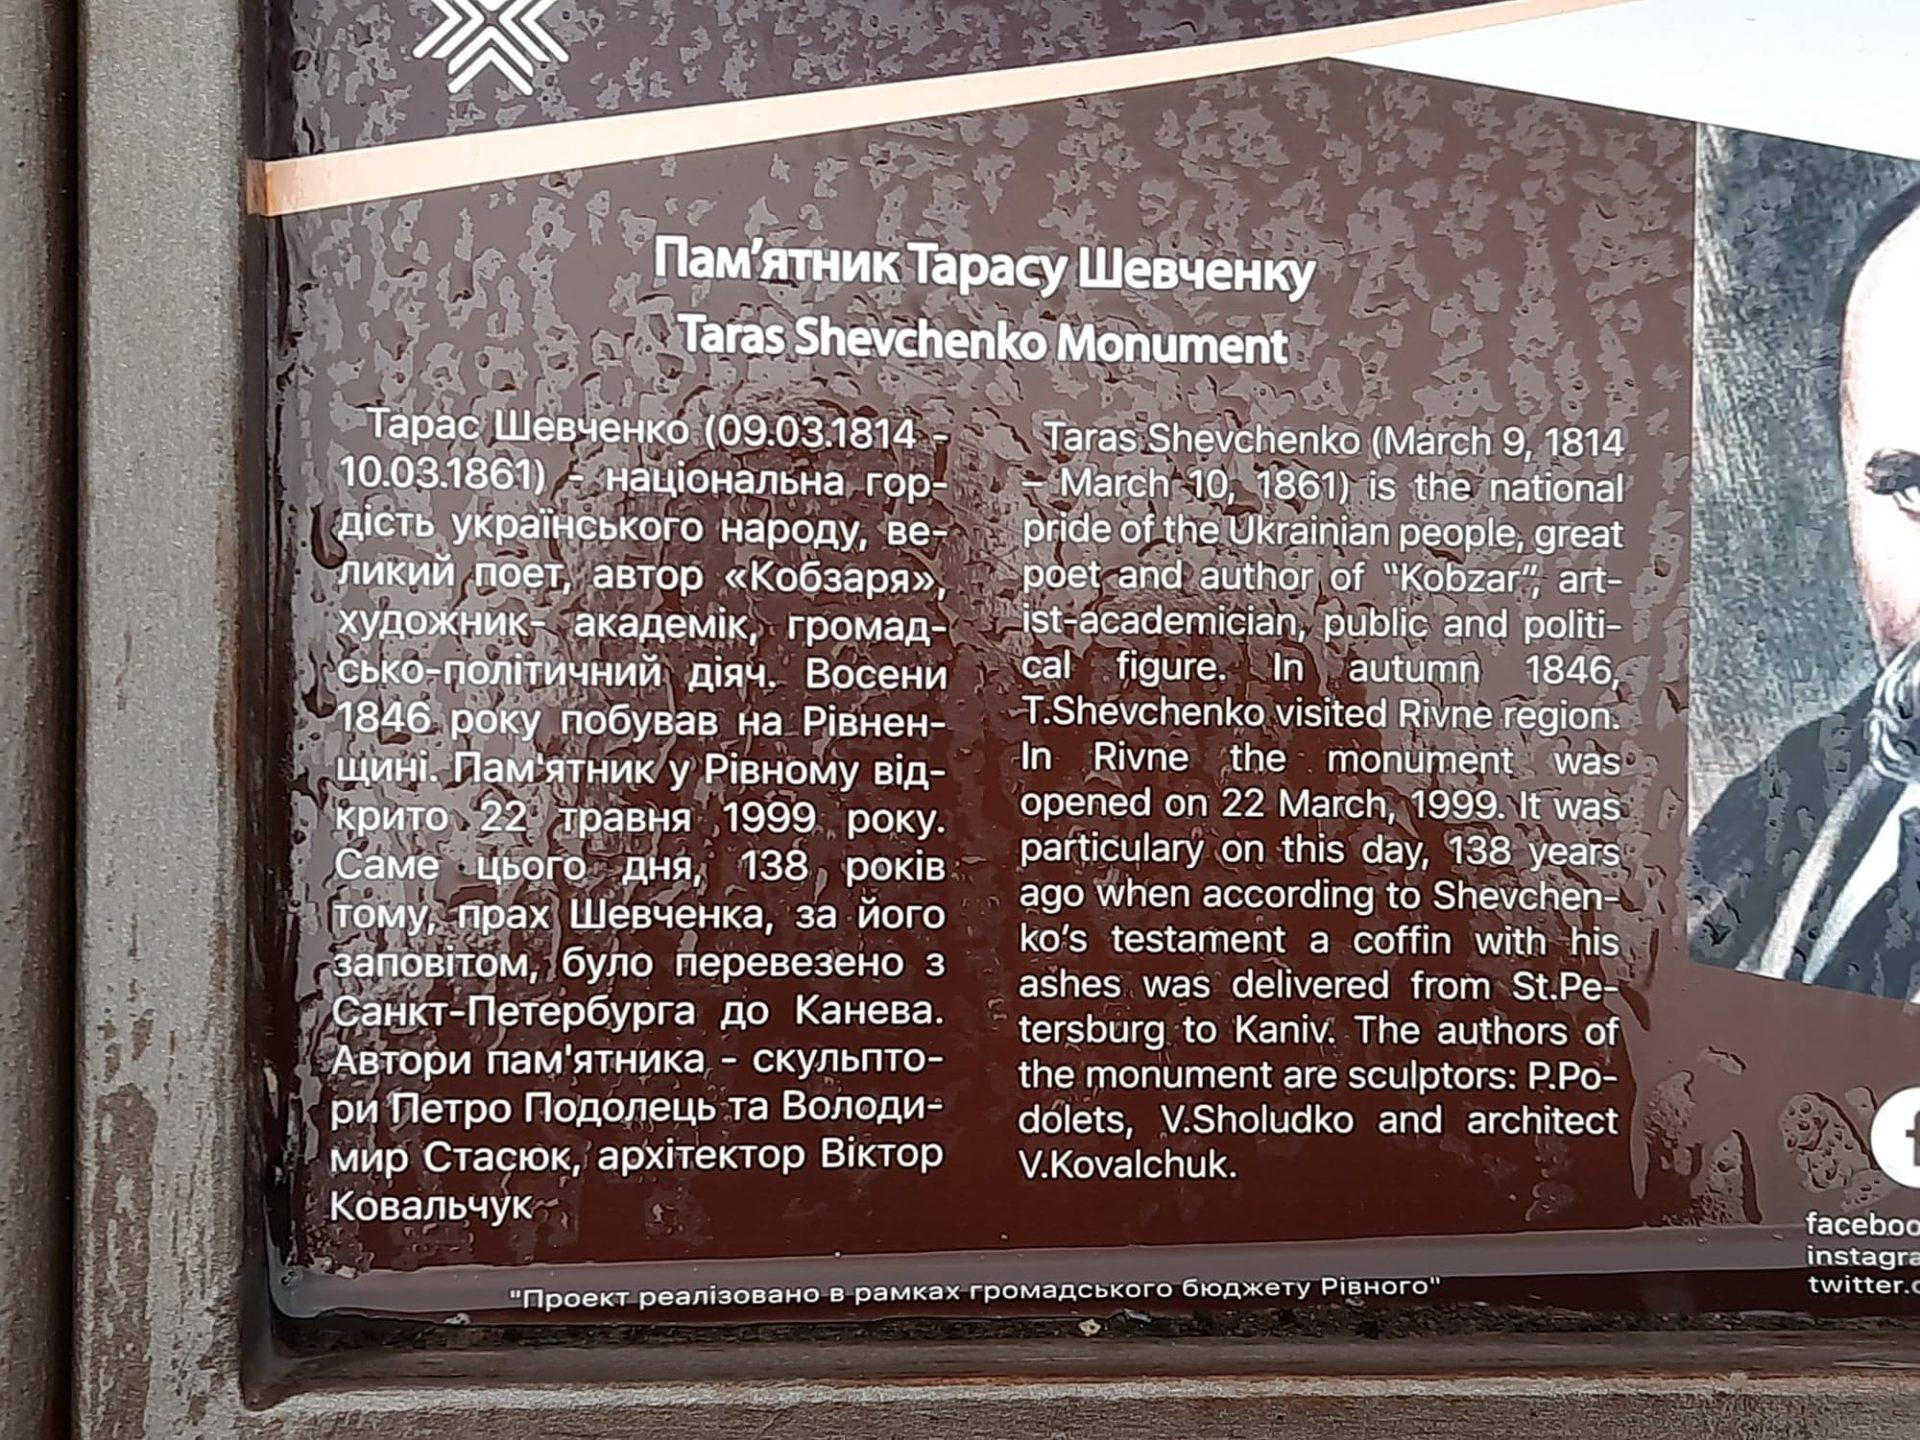 Пам'ятник Тарасу Шевченку
Taras Shevchenko Monument
Тарас Шевченко (09.03.1814 -
10.03.1861) - національна гор-
дість українського народу, ве-
ликий поет, автор «Кобзаря»,
художник- академік, громад-
сько-політичний діяч. Восени
1846 року побував на Рівнен-
щині. Пам'ятник у Рівному від-
крито 22 травня 1999 року.
Саме цього дня, 138 років
тому, прах Шевченка, за його
заповітом, було перевезено з
Санкт-Петербурга до Канева.
Автори пам'ятника - скульпто-
ри Петро Подолець та Володи-
мир Стасюк, архітектор Віктор
Ковальчук
Taras Shevchenko (March 9, 1814
– March 10, 1861) is the national
pride of the Ukrainian people, great
poet and author of “Kobzar”, art-
ist-academician, public and politi-
cal figure. In autumn 1846,
T.Shevchenko visited Rivne region.
In Rivne the monument was
opened on 22 March, 1999. It was
particulary on this day, 138 years
ago when according to Shevchen-
ko's testament a coffin with his
ashes was delivered from St.Pe-
tersburg to Kaniv. The authors of
the monument are sculptors: P.Po-
dolets, V.Sholudko and architect
V.Kovalchuk.
faceboo
instagra
twitter.c
"Проект реалізовано в рамках громадського бюджету Рівного"